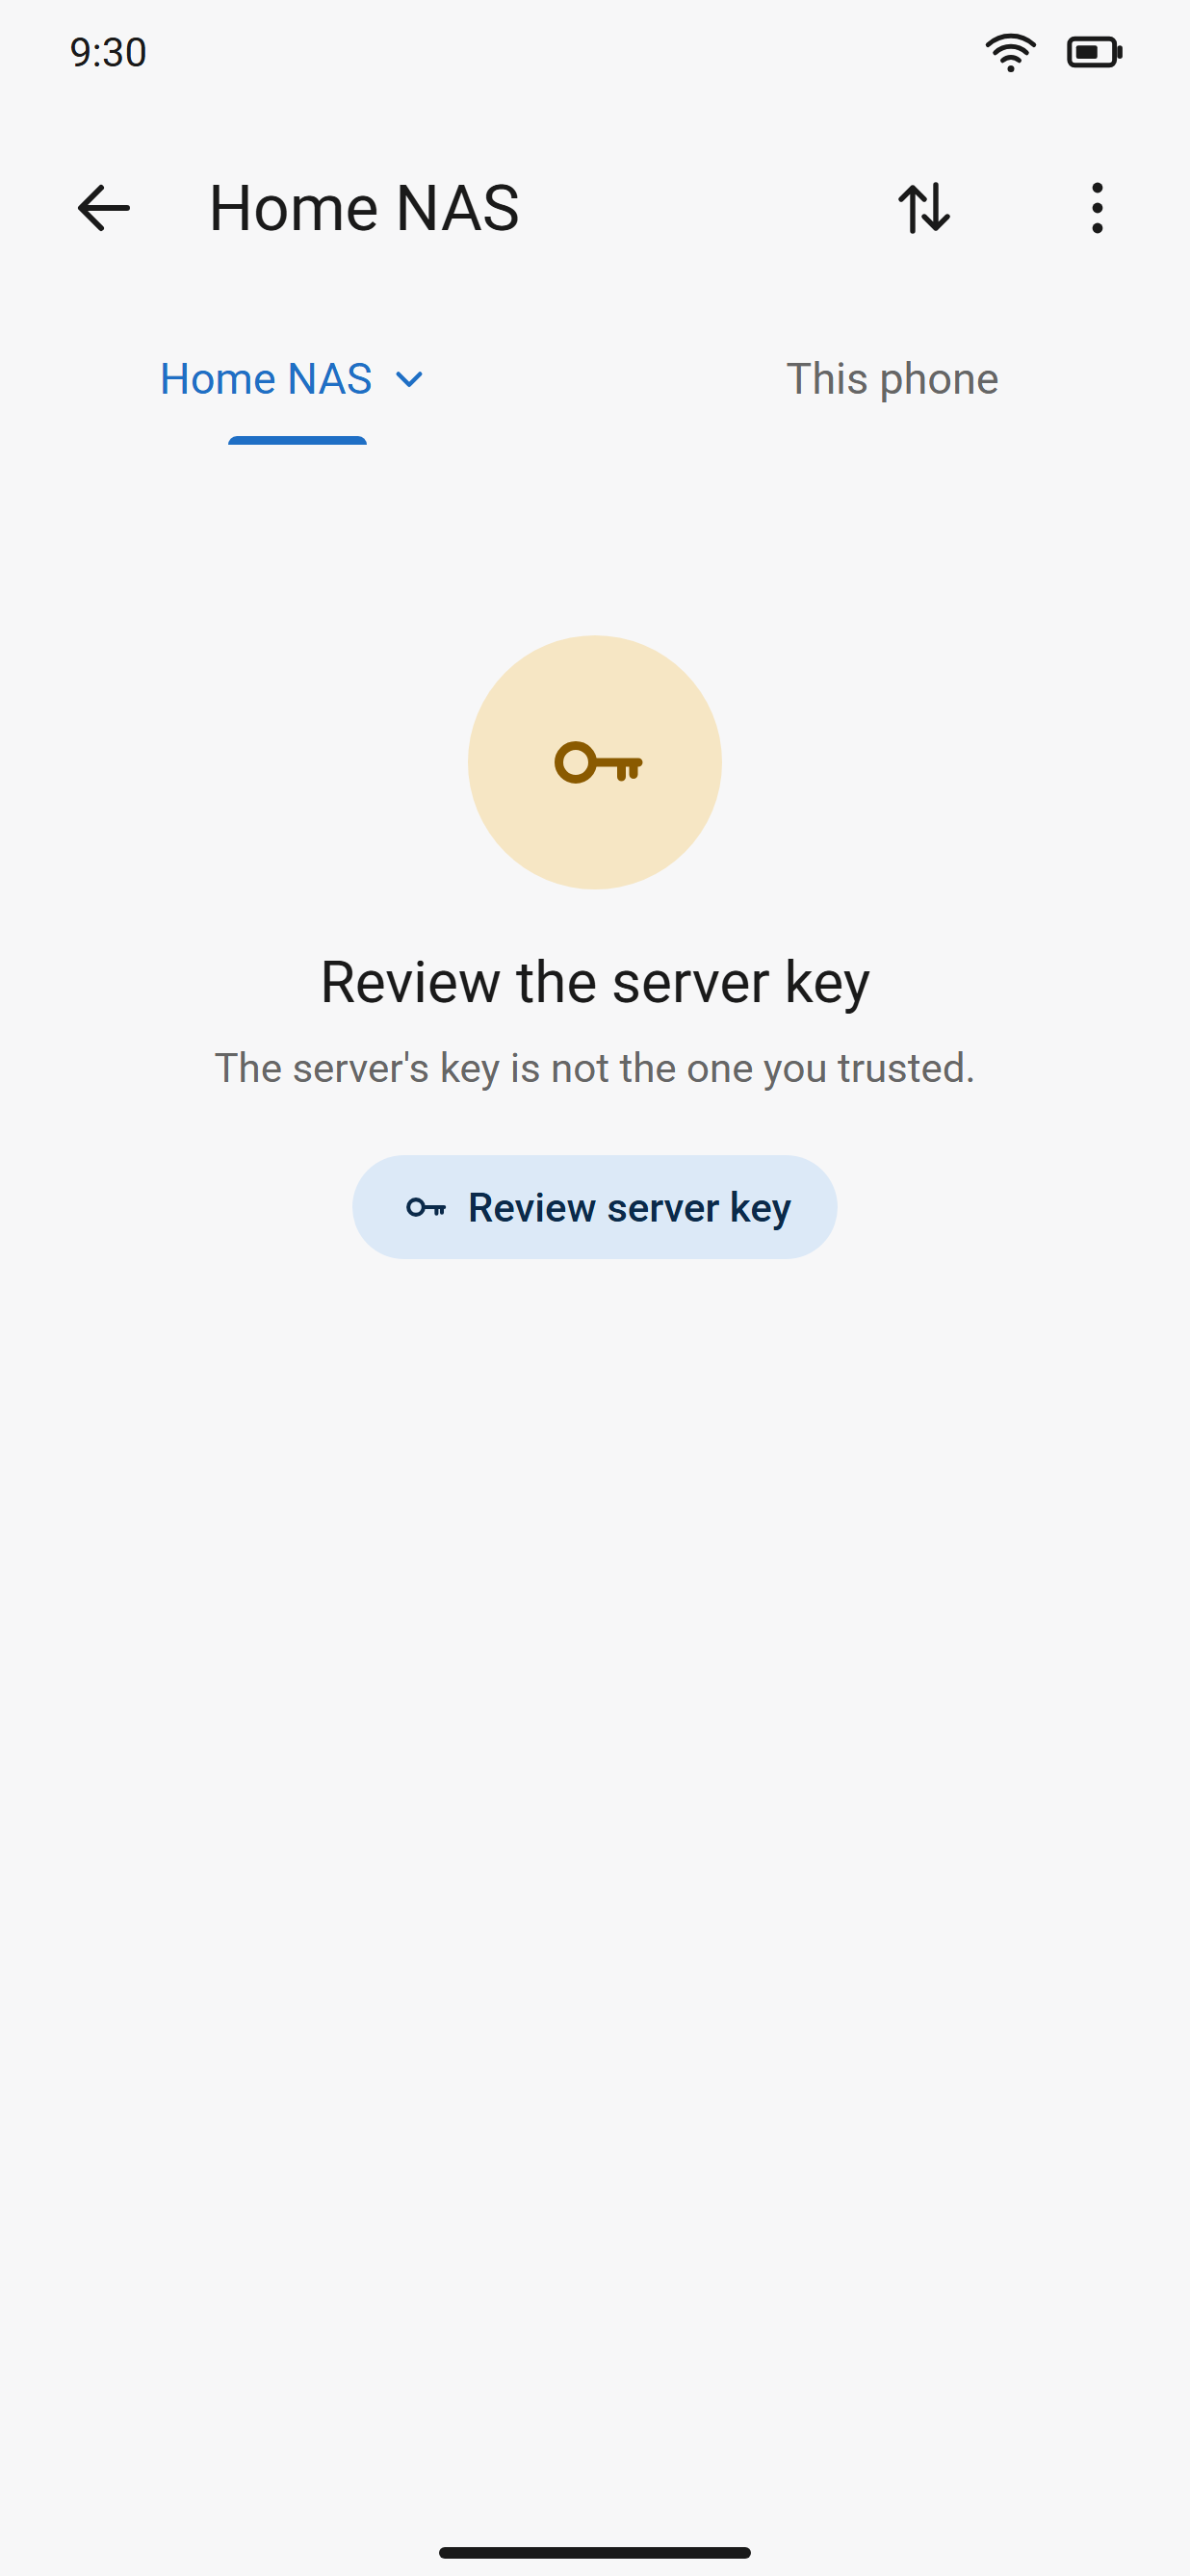 9:30
Home NAS
Home NAS
This phone
Review the server key
The server's key is not the one you trusted.
Review server key